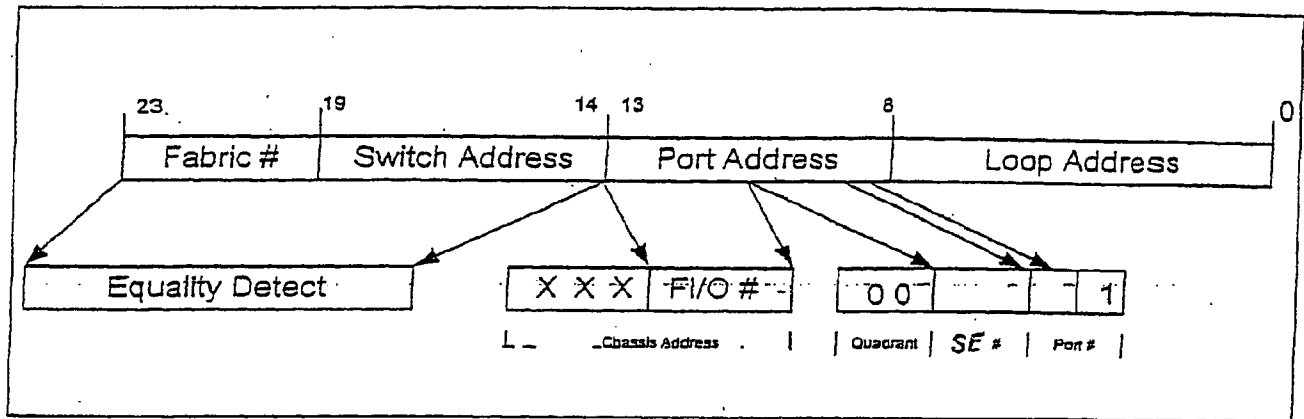 23 19 14 13 8 0
Fabric # Switch Address Port Address Loop Address
Equality Detect X X X FI/O # 0 0 1
Chassis Address Quadrant SE # Port #